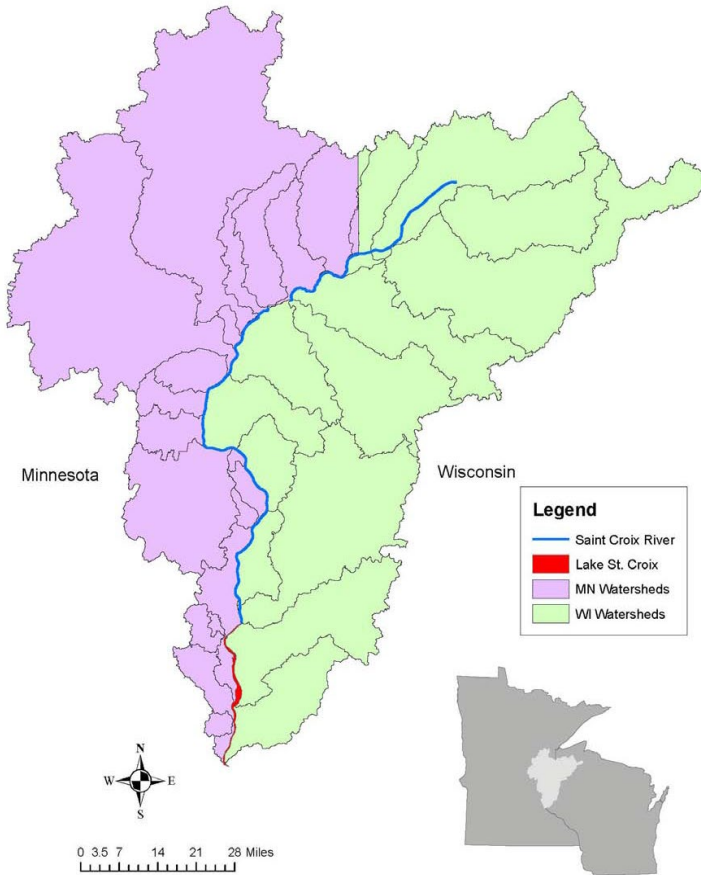 Minnesota
Wisconsin
Legend
Saint Croix River
Lake St. Croix
MN Watersheds
WI Watersheds
N
W
E
S
0 3.5 7 14 21 28 Miles